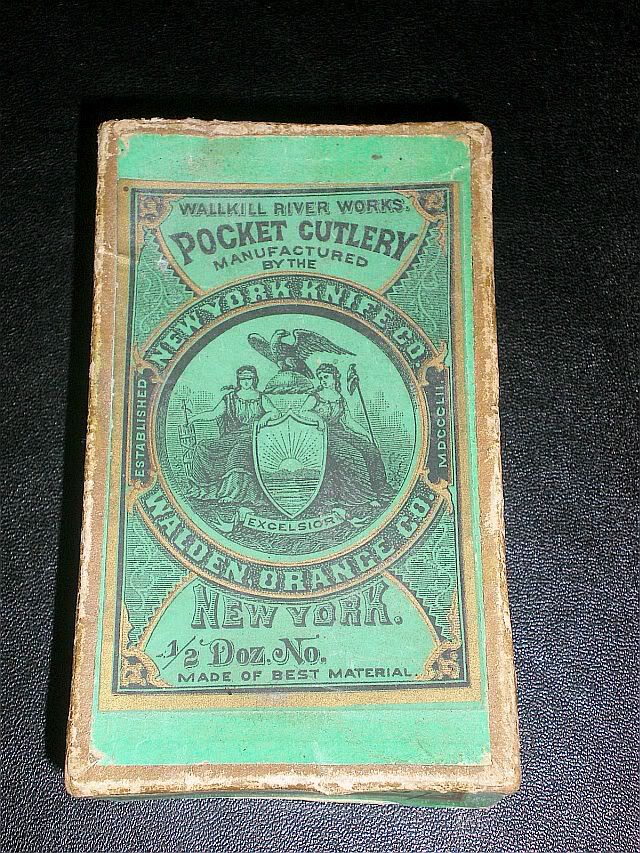 WALLKILL RIVER WORKS.
POCKET CUTLERY
MANUFACTURED
BY THE
NEW YORK KNIFE CO.
ESTABLISHED
MDCCCLII.
EXCELSIOR
WALDEN. ORANGE. CO.
NEW YORK.
1/2 Doz. No.
MADE OF BEST MATERIAL